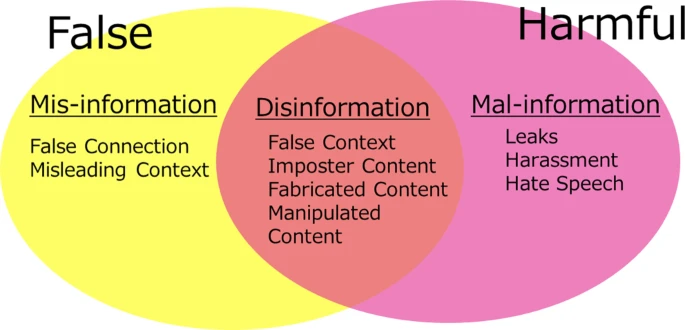 False
Harmful
Mis-information
False Connection
Misleading Context
Disinformation
False Context
Imposter Content
Fabricated Content
Manipulated
Content
Mal-information
Leaks
Harassment
Hate Speech